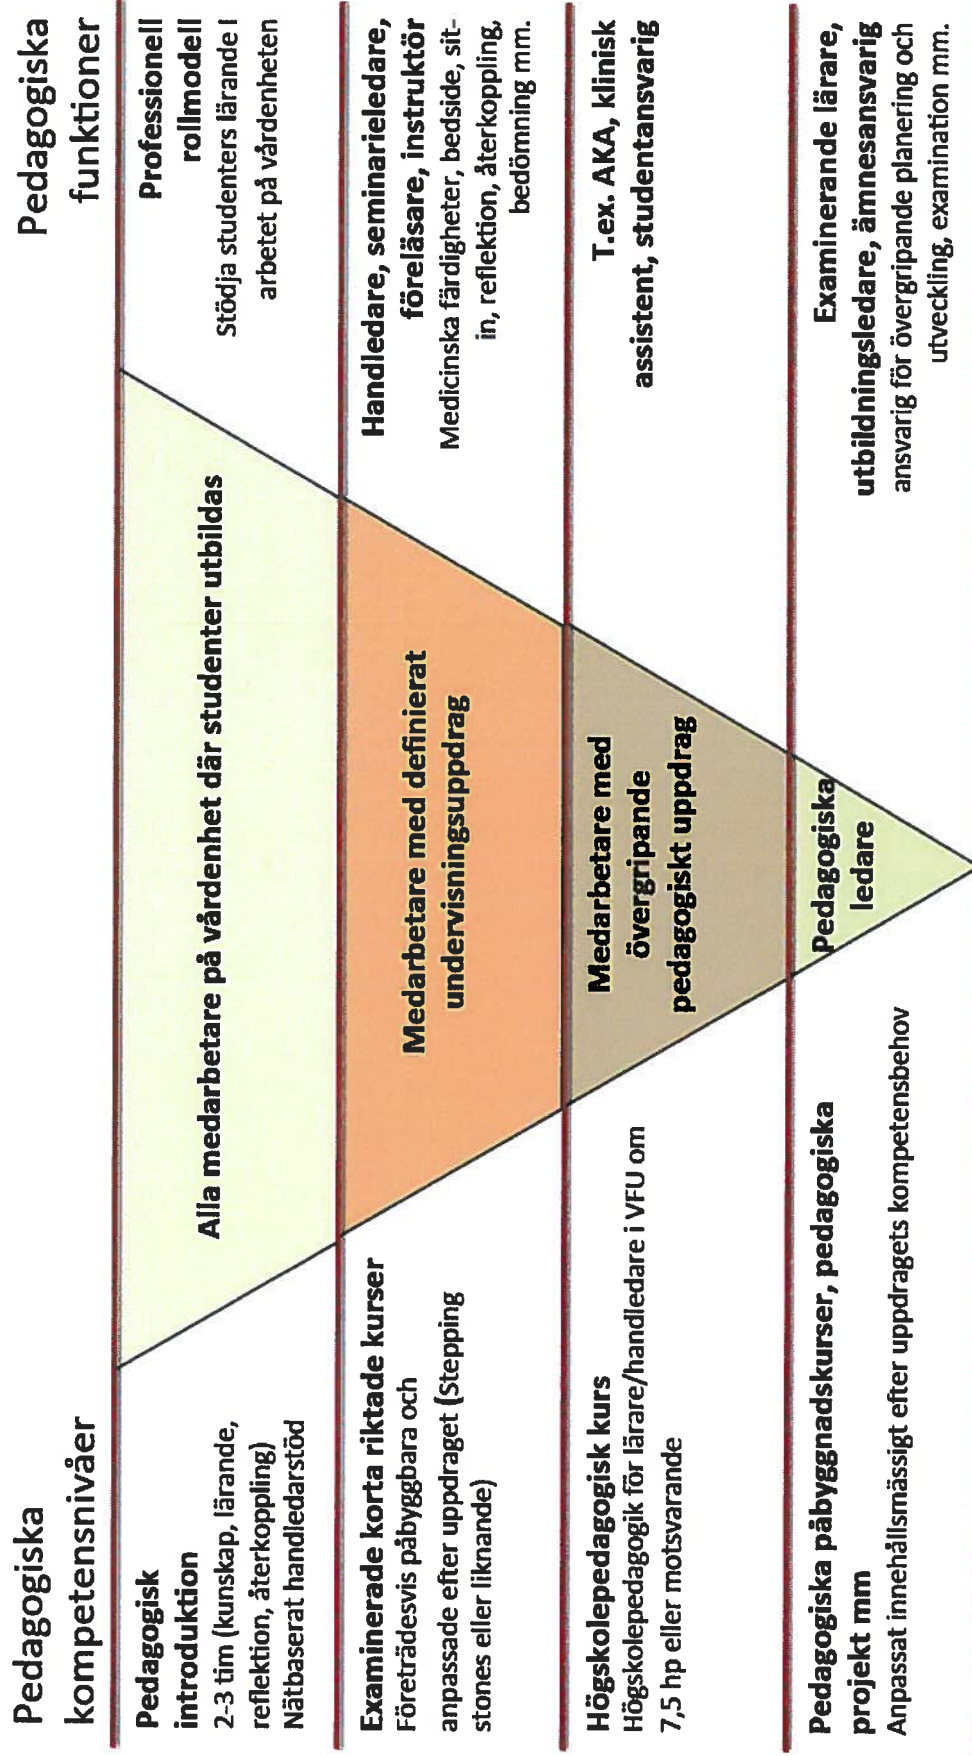 Pedagogiska
kompetensnivåer
Pedagogiska
funktioner
Pedagogisk
introduktion
2-3 tim (kunskap, lärande,
reflektion, återkoppling)
Nätbaserat handledarstöd
Alla medarbetare på vårdenhet där studenter utbildas
Professionell
rollmodell
Stödja studenters lärande i
arbetet på vårdenheten
Examinerade korta riktade kurser
Företrädesvis påbyggbara och
anpassade efter uppdraget (Stepping
stones eller liknande)
Medarbetare med definierat
undervisningsuppdrag
Handledare, seminarieledare,
föreläsare, instruktör
Medicinska färdigheter, bedside, sit-
in, reflektion, återkoppling,
bedömning mm.
Högskolepedagogisk kurs
Högskolepedagogik för lärare/handledare i VFU om
7,5 hp eller motsvarande
Medarbetare med
övergripande
pedagogiskt uppdrag
T.ex. AKA, klinisk
assistent, studentansvarig
Pedagogiska påbyggnadskurser, pedagogiska
projekt mm
Anpassat innehållsmässigt efter uppdragets kompetensbehov
Pedagogiska
ledare
Examinerande lärare,
utbildningsledare, ämnesansvarig
ansvarig för övergripande planering och
utveckling, examination mm.